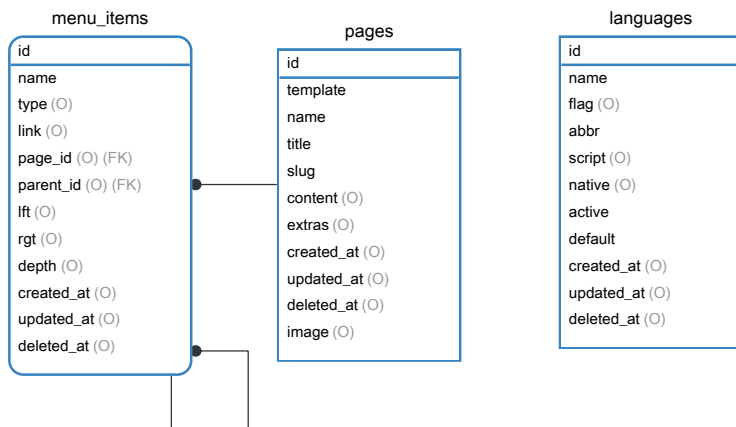 menu_items
id
name
type (O)
link (O)
page_id (O) (FK)
parent_id (O) (FK)
lft (O)
rgt (O)
depth (O)
created_at (O)
updated_at (O)
deleted_at (O)
pages
id
template
name
title
slug
content (O)
extras (O)
created_at (O)
updated_at (O)
deleted_at (O)
image (O)
languages
id
name
flag (O)
abbr
script (O)
native (O)
active
default
created_at (O)
updated_at (O)
deleted_at (O)